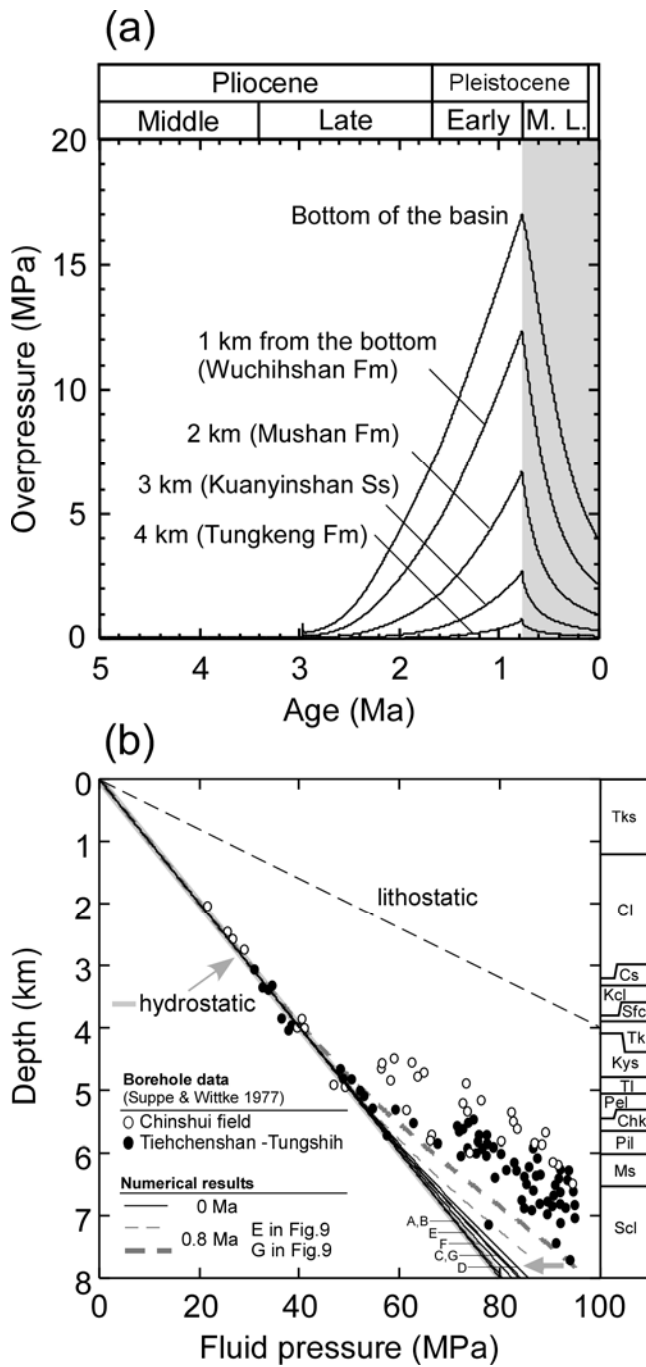 (a)
Pliocene Pleistocene
Middle Late Early M. L.
20
15
10
5
0
Overpressure (MPa)
Bottom of the basin
1 km from the bottom
(Wuchihshan Fm)
2 km (Mushan Fm)
3 km (Kuanyinshan Ss)
4 km (Tungkeng Fm)
5 4 3 2 1 0
Age (Ma)
(b)
0
1
2
3
4
5
6
7
8
Depth (km)
lithostatic
hydrostatic
Borehole data
(Suppe & Wittke 1977)
Chinshui field
Tiehchenshan -Tungshih
Numerical results
0 Ma
0.8 Ma
E in Fig.9
G in Fig.9
A,B
E
F
C,G
D
Tks
Cl
Cs
Kcl
Sfc
Tk
Kys
Tl
Pel
Chk
Pil
Ms
Scl
0 20 40 60 80 100
Fluid pressure (MPa)